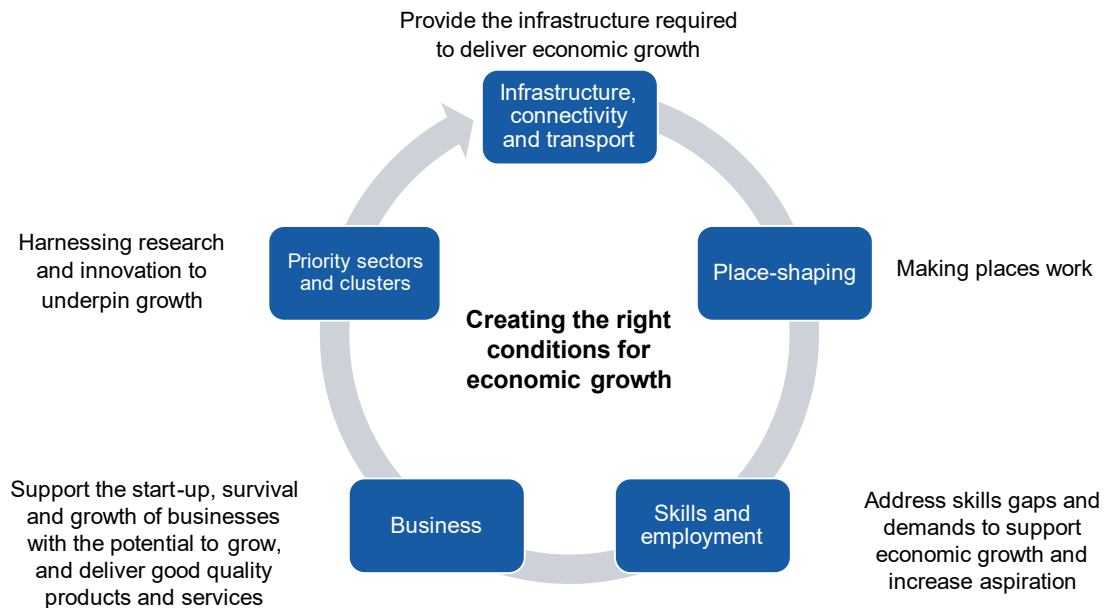 Provide the infrastructure required
to deliver economic growth
Infrastructure,
connectivity
and transport
Harnessing research
and innovation to
underpin growth
Priority sectors
and clusters
Place-shaping
Making places work
Creating the right
conditions for
economic growth
Support the start-up, survival
and growth of businesses
with the potential to grow,
and deliver good quality
products and services
Business
Skills and
employment
Address skills gaps and
demands to support
economic growth and
increase aspiration